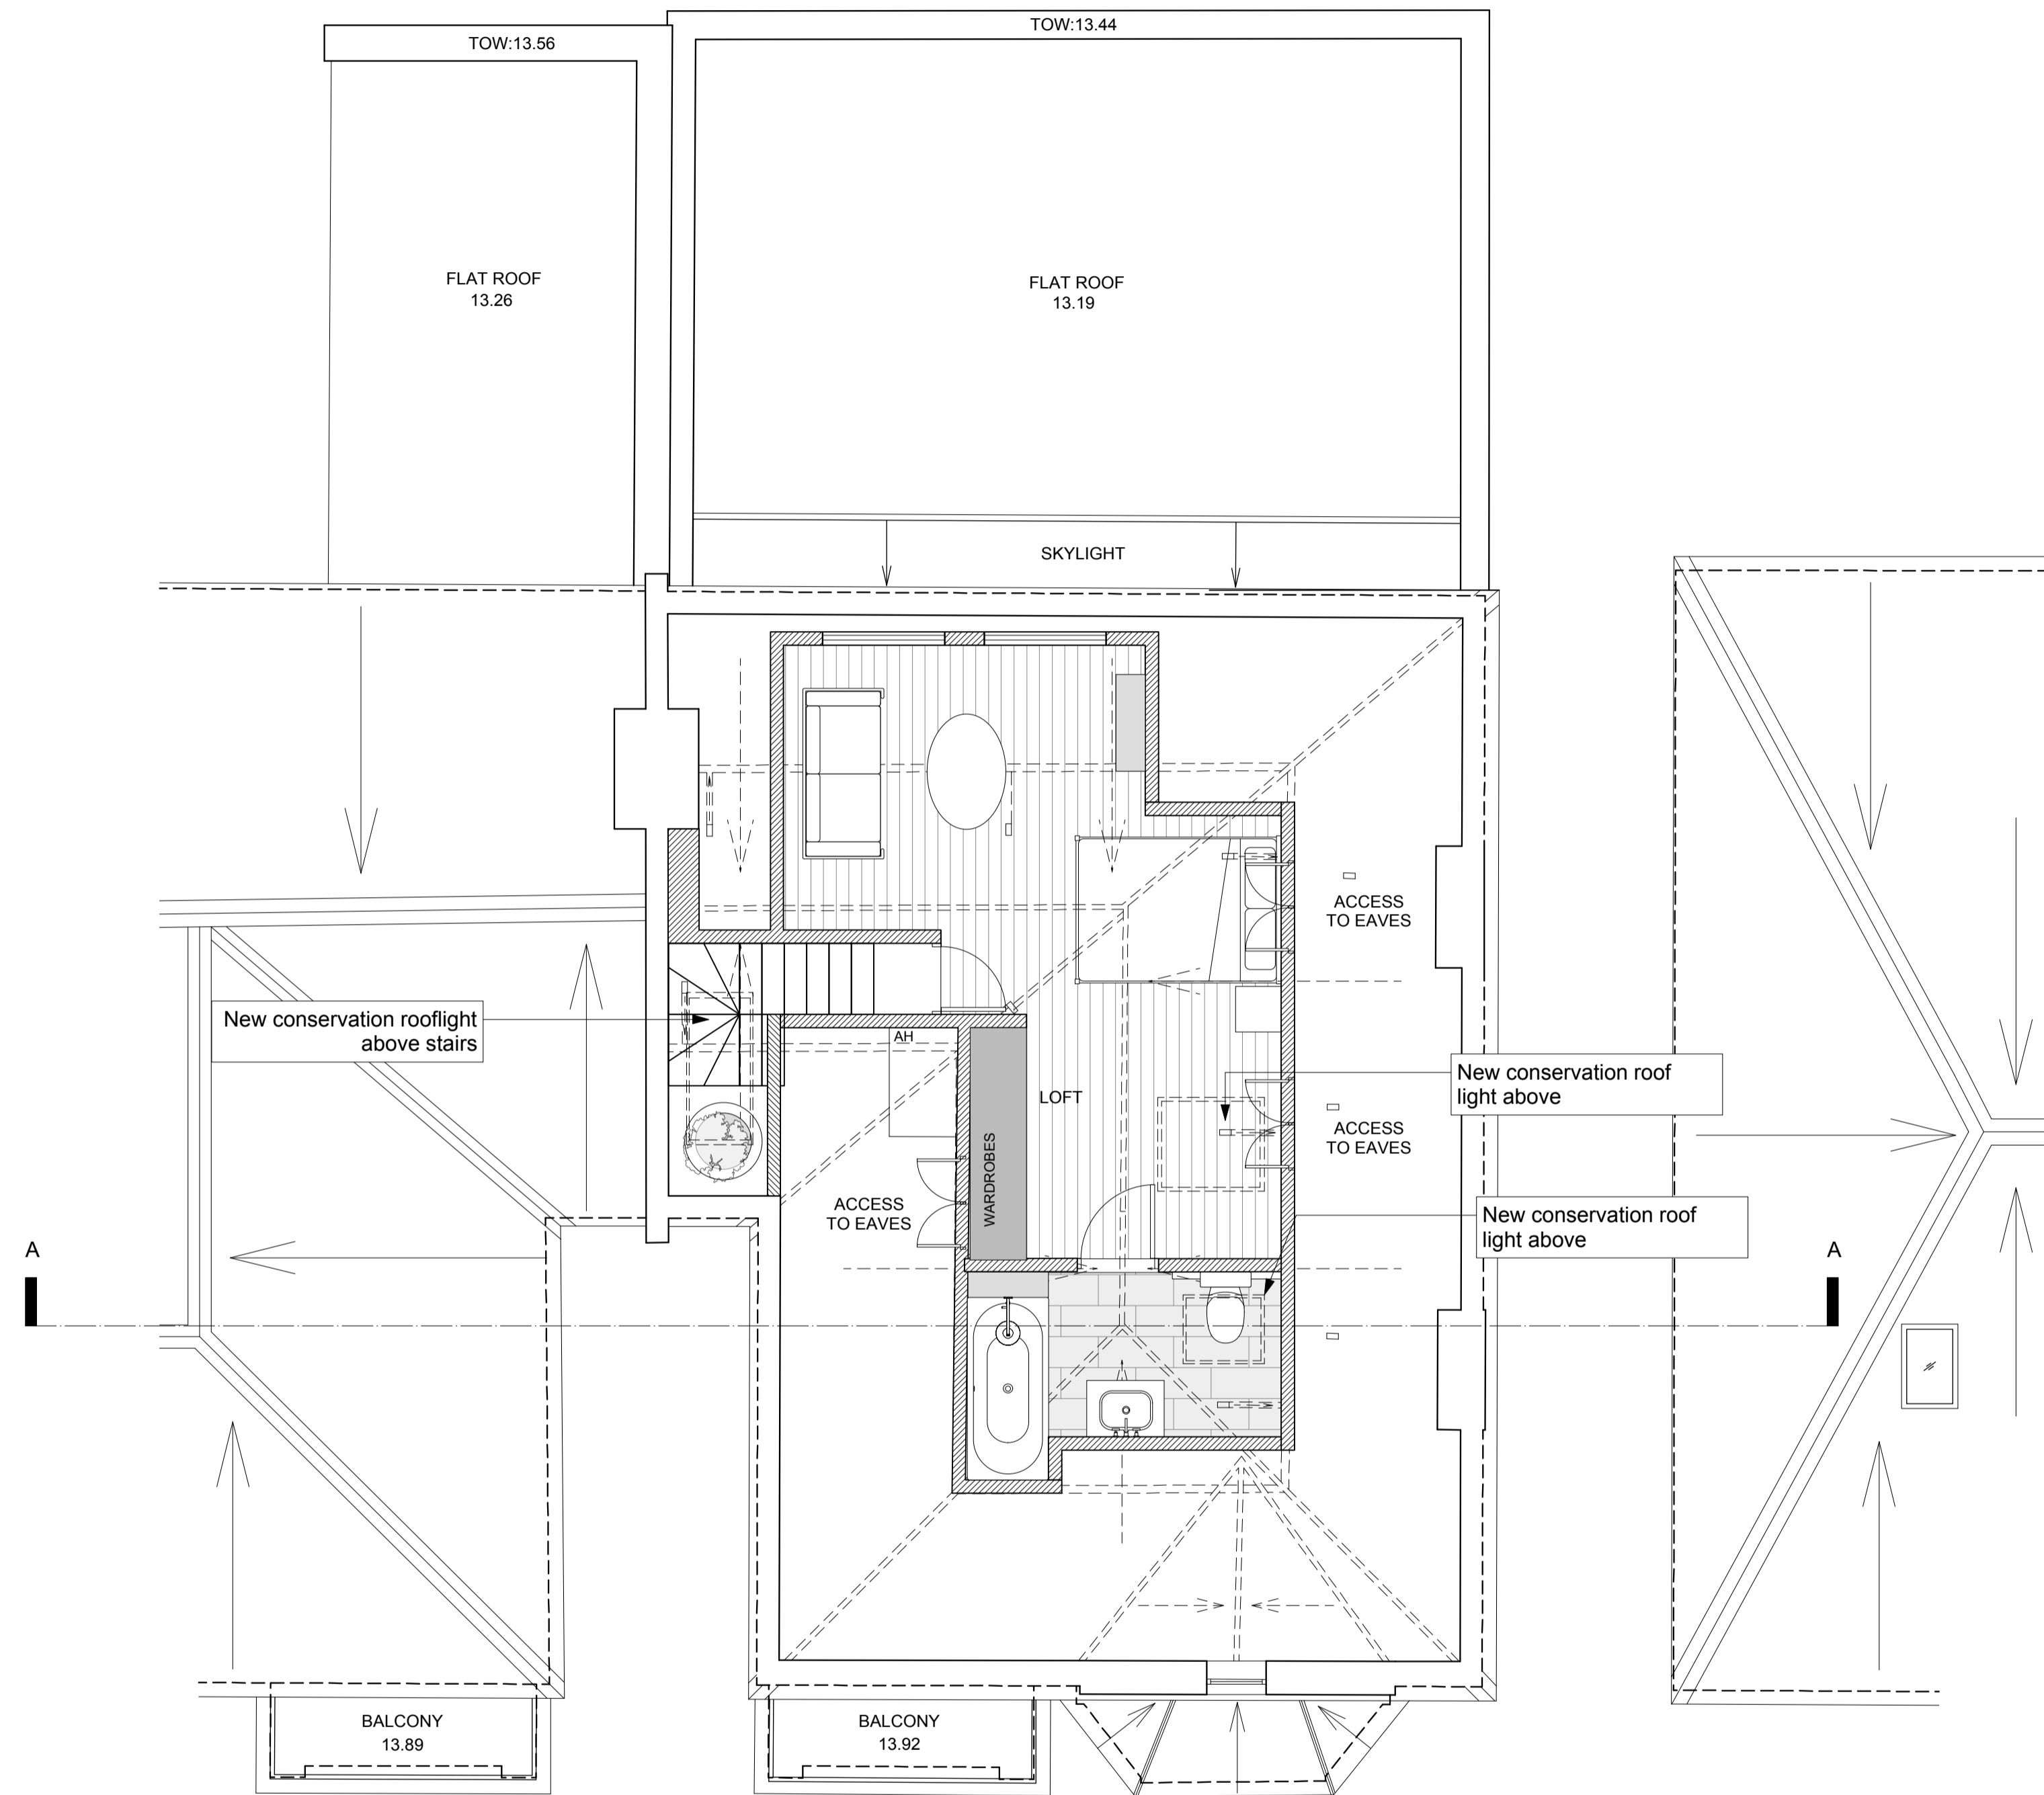 TOW:13.44
TOW:13.56
FLAT ROOF
13.26
FLAT ROOF
13.19
SKYLIGHT
ACCESS
TO EAVES
New conservation rooflight
above stairs
AH
New conservation roof
light above
LOFT
ACCESS
TO EAVES
WARDROBES
ACCESS
TO EAVES
New conservation roof
light above
A
A
BALCONY
13.89
BALCONY
13.92